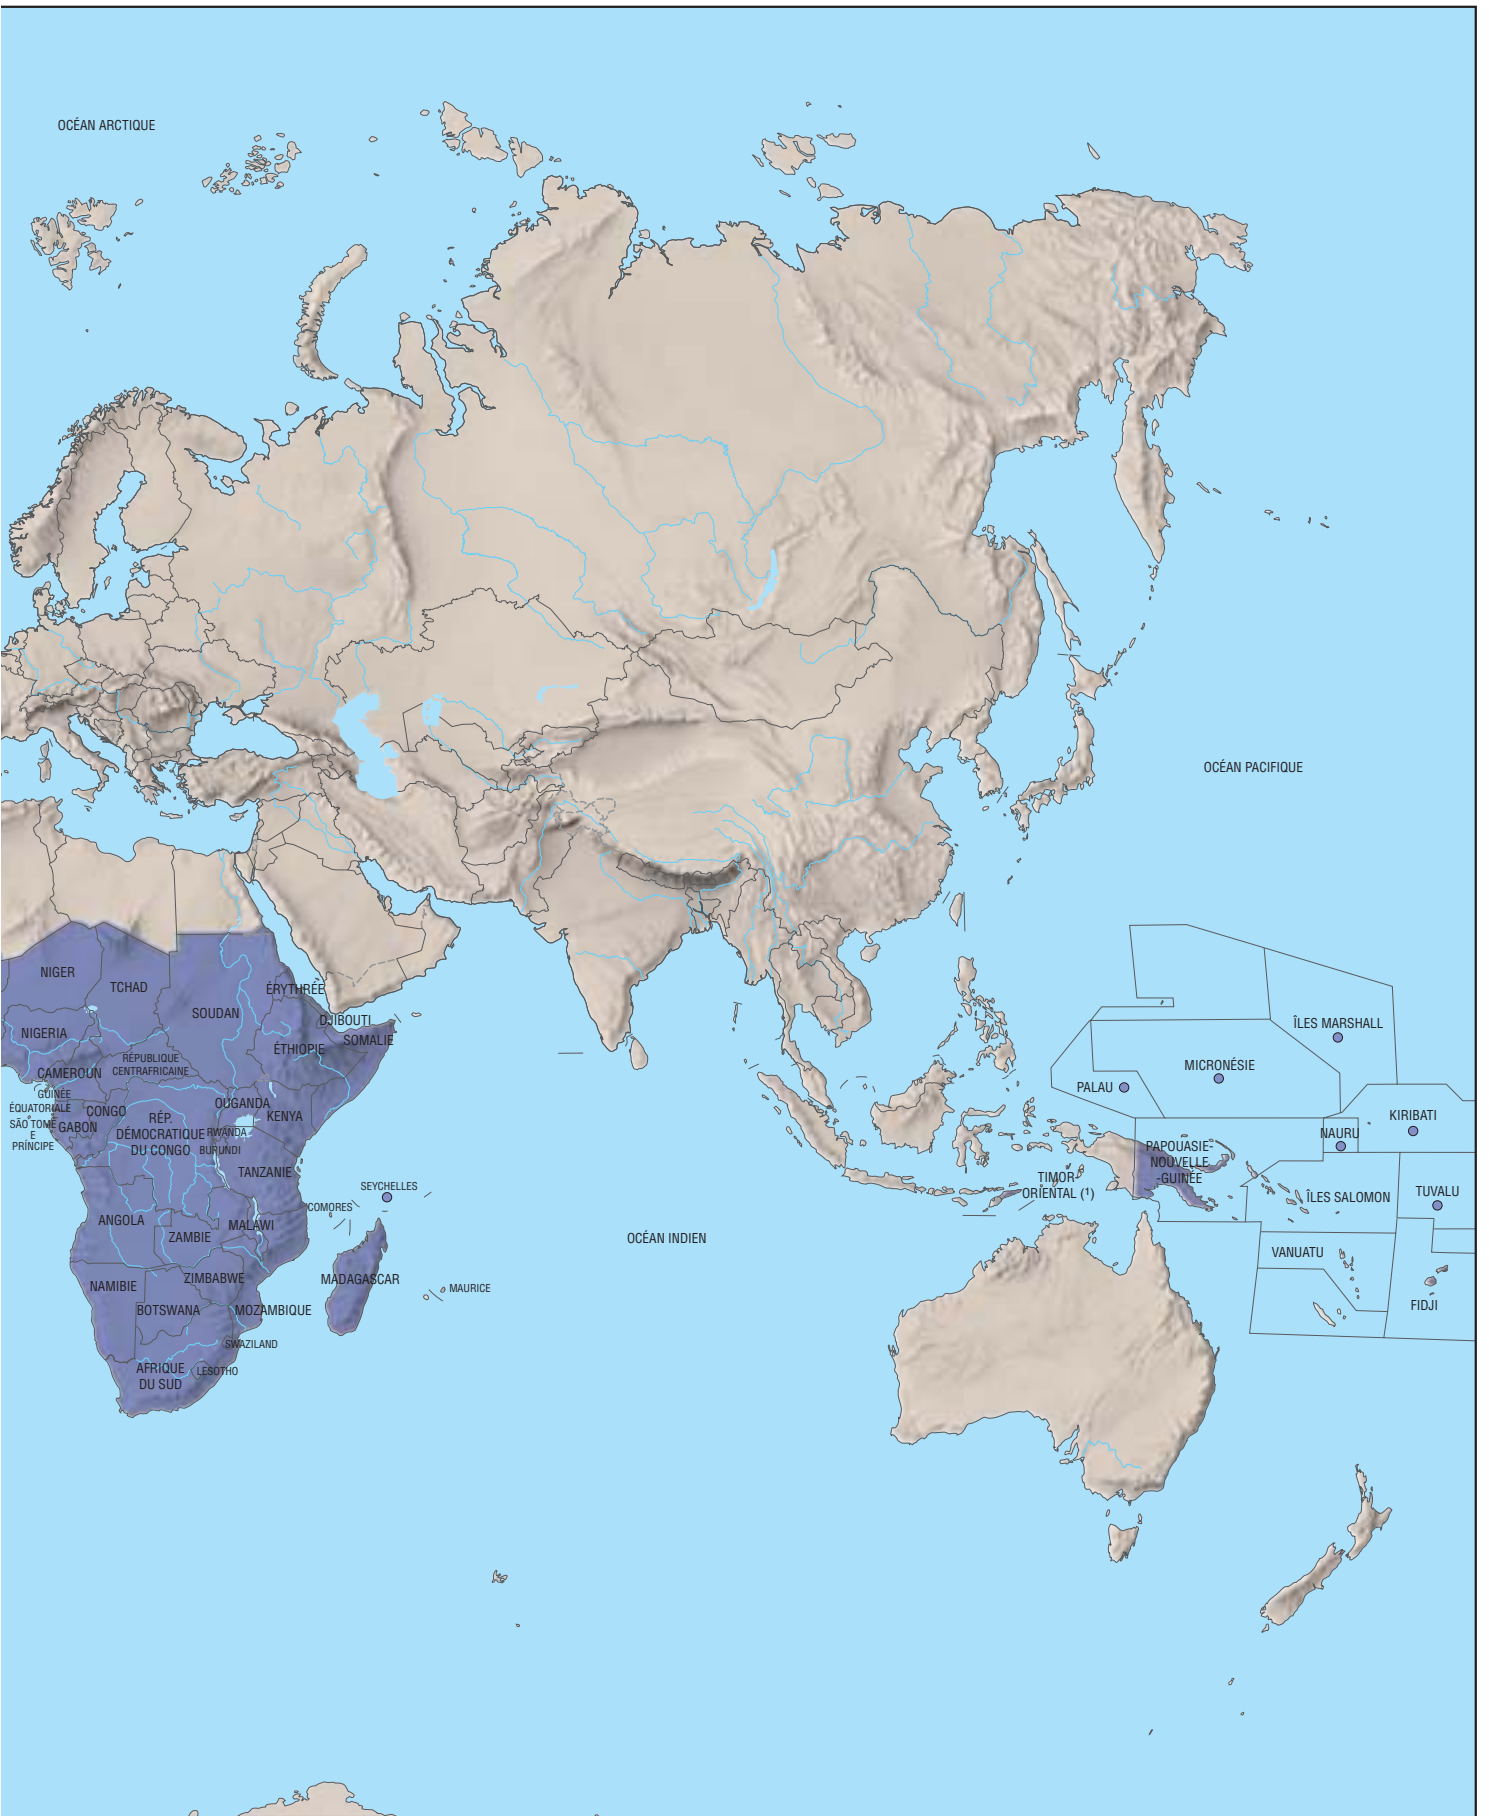 OCÉAN ARCTIQUE
OCÉAN PACIFIQUE
NIGER
TCHAD
ÉRYTHRÉE
SOUDAN
DJIBOUTI
NIGERIA
SOMALIE
ÉTHIOPIE
RÉPUBLIQUE
CENTRAFRICAINE
CAMEROUN
GUINÉE
ÉQUATORIALE
OUGANDA
CONGO
KENYA
SÃO TOMÉ
E
PRÍNCIPE
GABON
RÉP.
DÉMOCRATIQUE
DU CONGO
RWANDA
BURUNDI
TANZANIE
SEYCHELLES
COMORES
ANGOLA
MALAWI
ZAMBIE
NAMIBIE
ZIMBABWE
MADAGASCAR
MAURICE
BOTSWANA
MOZAMBIQUE
SWAZILAND
AFRIQUE
DU SUD
LESOTHO
OCÉAN INDIEN
ÎLES MARSHALL
MICRONÉSIE
PALAU
KIRIBATI
NAURU
PAPOUASIE-
NOUVELLE
-GUINÉE
TIMOR-
ORIENTAL (¹)
ÎLES SALOMON
TUVALU
VANUATU
FIDJI